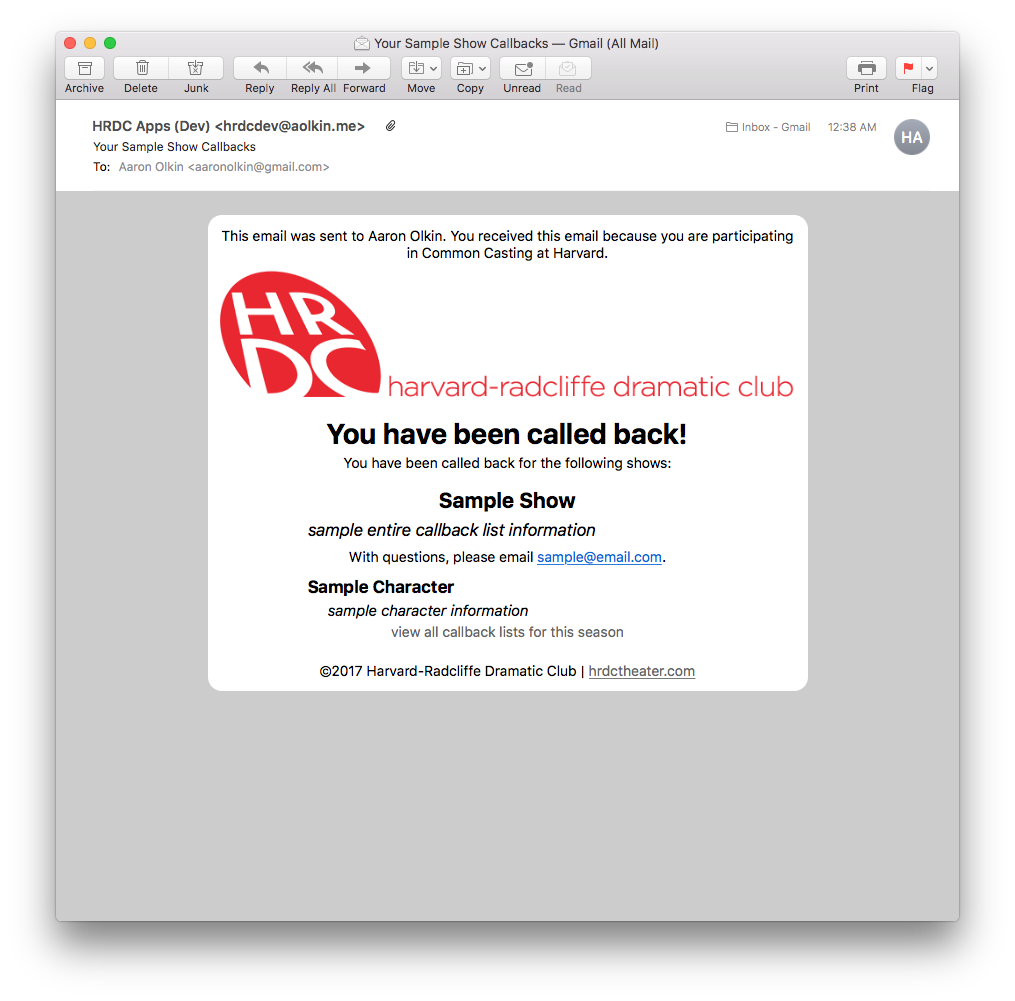 Your Sample Show Callbacks — Gmail (All Mail)
Archive Delete Junk Reply Reply All Forward Move Copy Unread Read Print Flag
HRDC Apps (Dev) <hrdcdev@aolkin.me> Inbox - Gmail 12:38 AM
HA
Your Sample Show Callbacks
To: Aaron Olkin <aaronolkin@gmail.com>
This email was sent to Aaron Olkin. You received this email because you are participating
in Common Casting at Harvard.
HR
DC
harvard-radcliffe dramatic club
You have been called back!
You have been called back for the following shows:
Sample Show
sample entire callback list information
With questions, please email sample@email.com.
Sample Character
sample character information
view all callback lists for this season
©2017 Harvard-Radcliffe Dramatic Club | hrdctheater.com